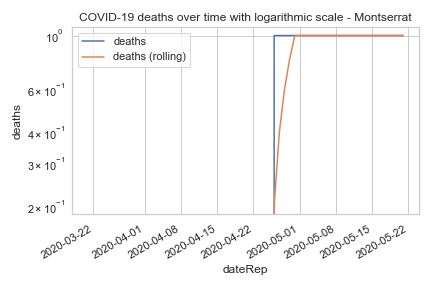 COVID-19 deaths over time with logarithmic scale - Montserrat
deaths
deaths (rolling)
10⁰
6 × 10⁻¹
4 × 10⁻¹
3 × 10⁻¹
2 × 10⁻¹
deaths
2020-03-22
2020-04-01
2020-04-08
2020-04-15
2020-04-22
2020-05-01
2020-05-08
2020-05-15
2020-05-22
dateRep